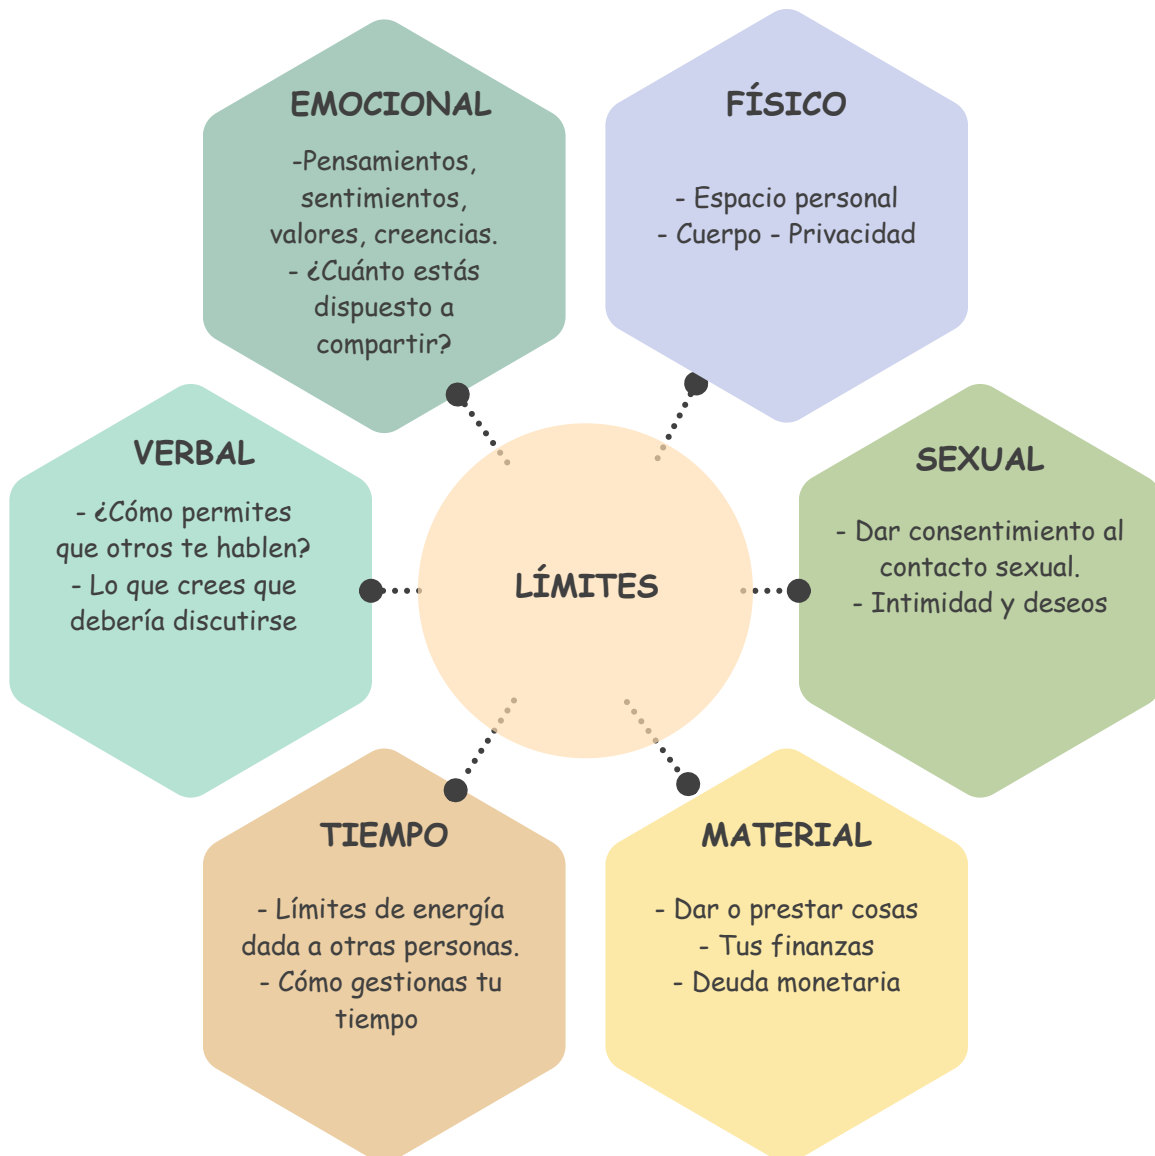 EMOCIONAL
-Pensamientos,
sentimientos,
valores, creencias.
- ¿Cuánto estás
dispuesto a
compartir?
FÍSICO
- Espacio personal
- Cuerpo - Privacidad
VERBAL
- ¿Cómo permites
que otros te hablen?
- Lo que crees que
debería discutirse
LÍMITES
SEXUAL
- Dar consentimiento al
contacto sexual.
- Intimidad y deseos
TIEMPO
- Límites de energía
dada a otras personas.
- Cómo gestionas tu
tiempo
MATERIAL
- Dar o prestar cosas
- Tus finanzas
- Deuda monetaria